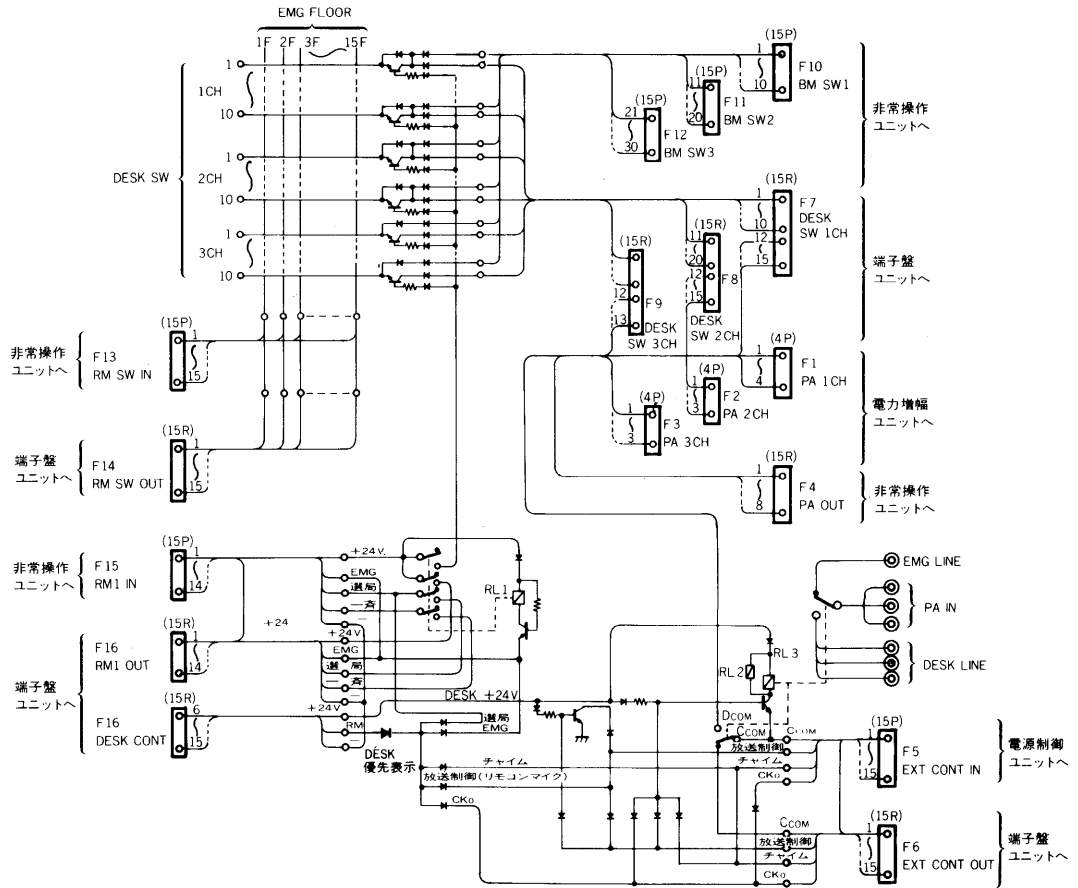 EMG FLOOR
1F 2F 3F 15F
DESK SW
1
1CH
10
1
2CH
10
1
3CH
10
(15P)
1
10
F10
BM SW1
(15P)
11
20
F11
BM SW2
(15P)
21
30
F12
BM SW3
非常操作
ユニットへ
(15R)
1
10
12
15
F7
DESK
SW 1CH
(15R)
11
20
12
15
F8
DESK
SW 2CH
(15R)
12
13
F9
DESK
SW 3CH
端子盤
ユニットへ
(4P)
1
4
F1
PA 1CH
(4P)
1
3
F2
PA 2CH
(4P)
1
3
F3
PA 3CH
電力増幅
ユニットへ
(15R)
1
8
F4
PA OUT
非常操作
ユニットへ
非常操作
ユニットへ
F13
RM SW IN
(15P)
1
15
端子盤
ユニットへ
F14
RM SW OUT
(15R)
1
15
非常操作
ユニットへ
F15
RM1 IN
(15P)
1
14
端子盤
ユニットへ
F16
RM1 OUT
(15R)
1
14
F16
DESK CONT
(15R)
6
15
+24V.
EMG
選局
一斉
+24
+24V
EMG
選局
一斉
+24V
RM
DESK
優先表示
RL1
DESK +24V
選局
EMG
チャイム
放送制御(リモコンマイク)
CKo
RL2
RL3
DCOM
CCOM
CCOM
放送制御
チャイム
CKo
CCOM
放送制御
チャイム
CKo
EMG LINE
PA IN
DESK LINE
(15P)
1
15
F5
EXT CONT IN
電源制御
ユニットへ
(15R)
1
15
F6
EXT CONT OUT
端子盤
ユニットへ